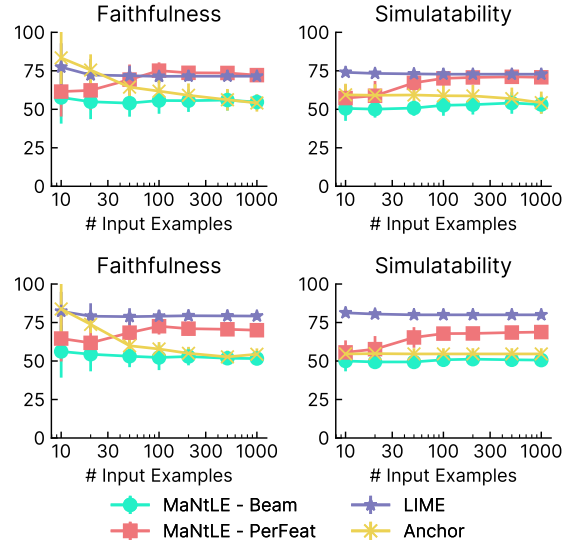 Faithfulness
Simulatability
100
75
50
25
0
10 30 100 300 1000
# Input Examples
100
75
50
25
0
10 30 100 300 1000
# Input Examples
Faithfulness
Simulatability
100
75
50
25
0
10 30 100 300 1000
# Input Examples
100
75
50
25
0
10 30 100 300 1000
# Input Examples
MaNtLE - Beam
MaNtLE - PerFeat
LIME
Anchor